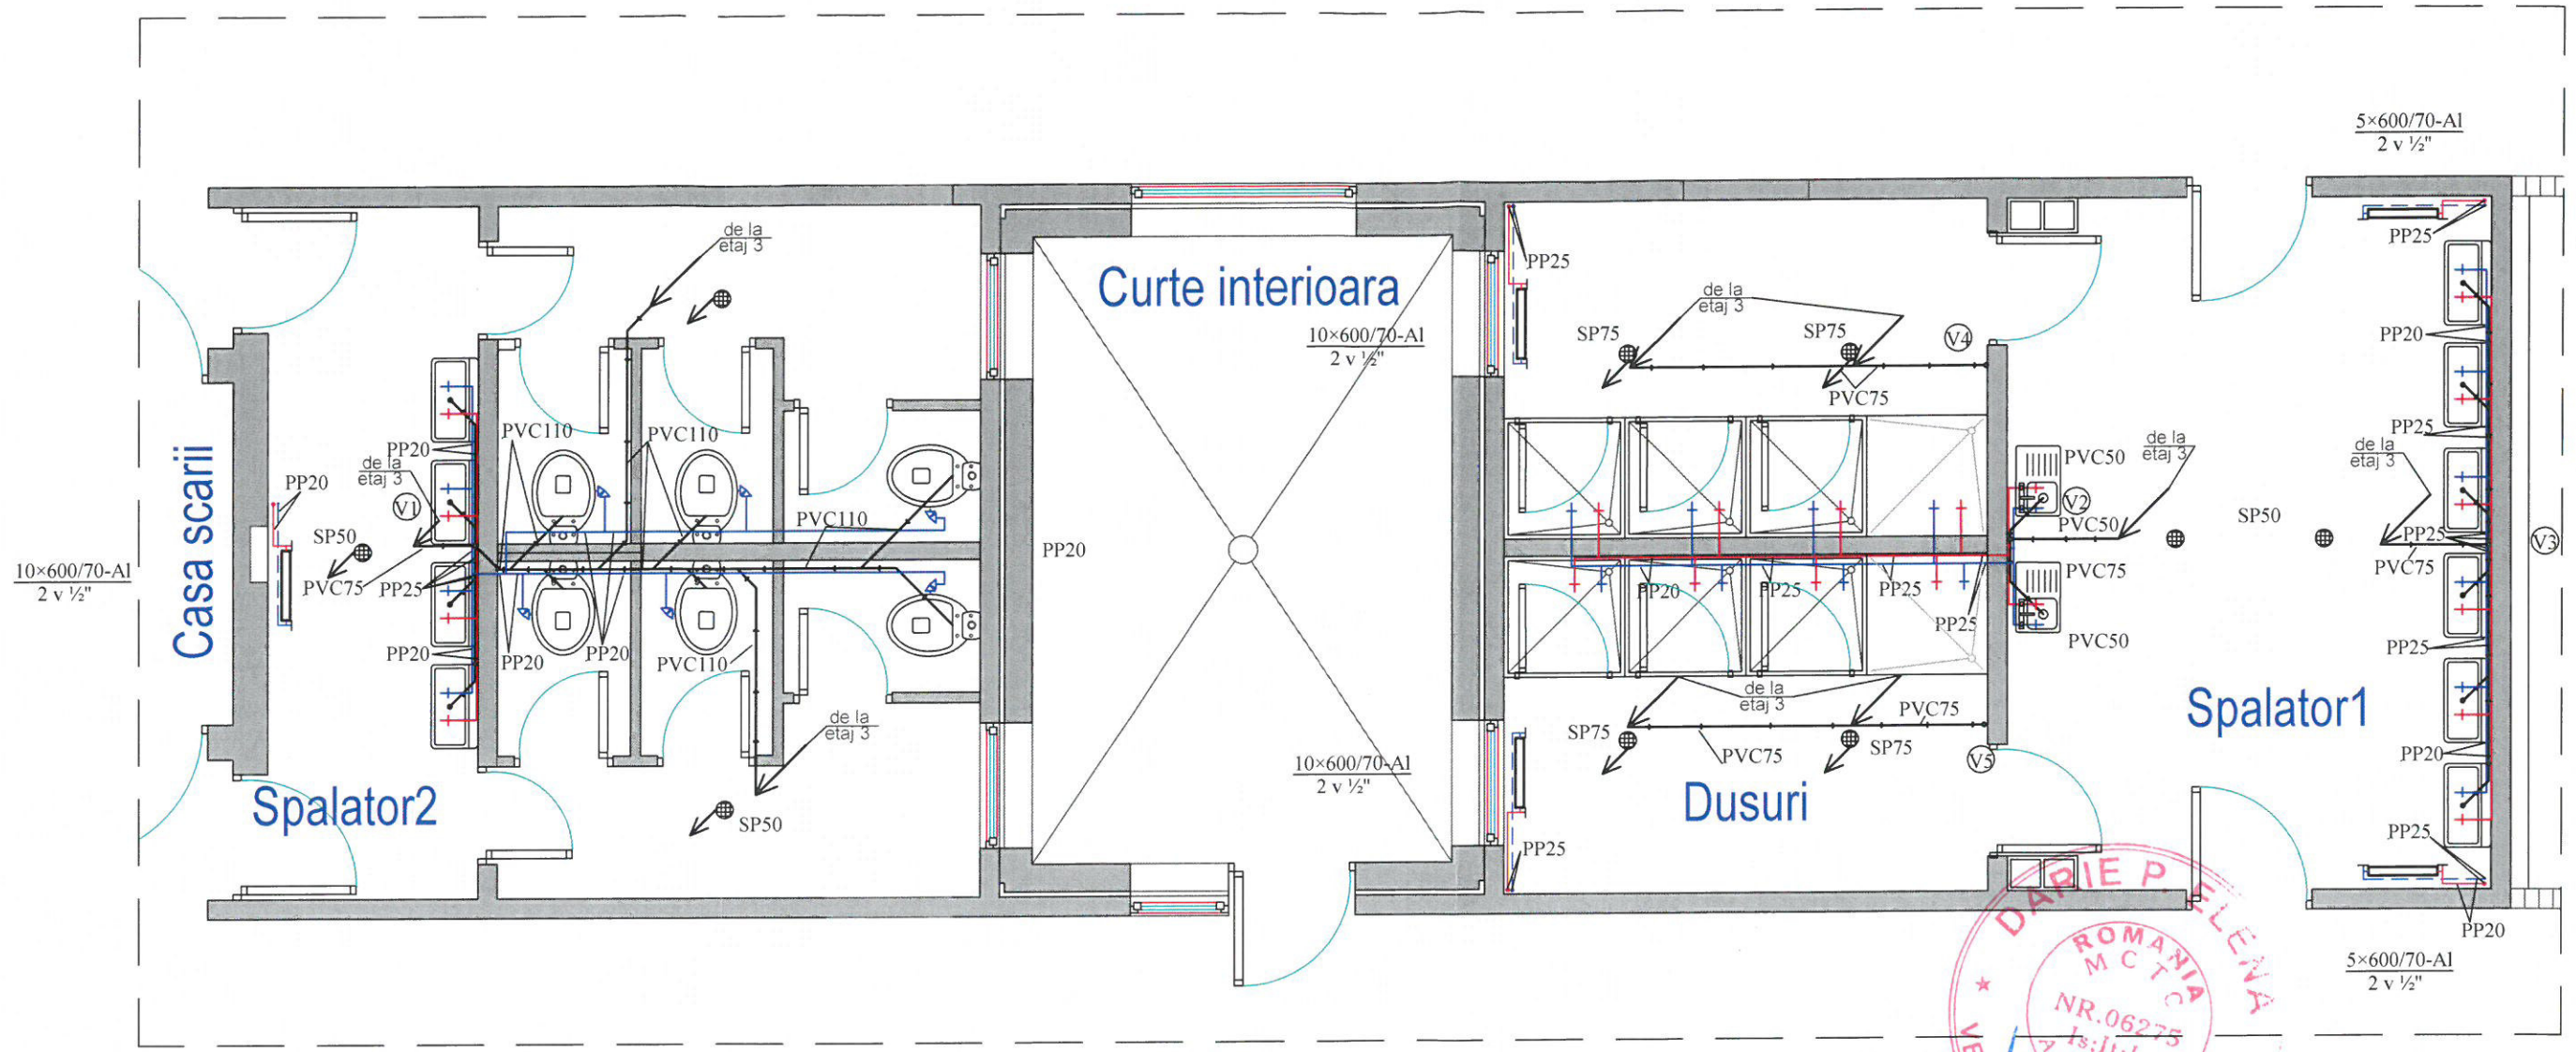 5×600/70-Al
2 v ½"
de la
etaj 3
Curte interioara
PP25
PP25
de la
etaj 3
10×600/70-Al
2 v ½"
SP75
SP75
V4
PP20
PVC75
PVC110
PVC110
PP20
de la
etaj 3
PP25
de la
etaj 3
de la
etaj 3
PVC50
PP20
V1
V2
PVC110
SP50
SP50
PVC50
PP25
V3
Casa scarii
PP20
10×600/70-Al
2 v ½"
PVC75
PP25
PVC75
PVC75
PP20
PP25
PP25
PP25
PVC50
PP25
PP20
PP20
PP20
PVC110
de la
etaj 3
PVC75
Spalator1
de la
etaj 3
SP75
SP75
PVC75
V5
PP20
10×600/70-Al
2 v ½"
Spalator2
Dusuri
SP50
PP25
PP25
PP20
5×600/70-Al
2 v ½"
DARIE P. ELENA
ROMANIA
M C T C
NR.06275